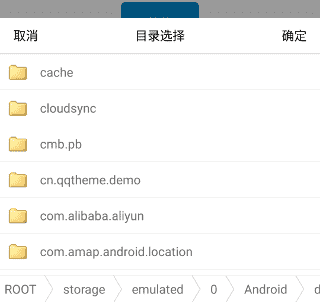 取消 目录选择 确定
cache
cloudsync
cmb.pb
cn.qqtheme.demo
com.alibaba.aliyun
com.amap.android.location
ROOT storage emulated 0 Android